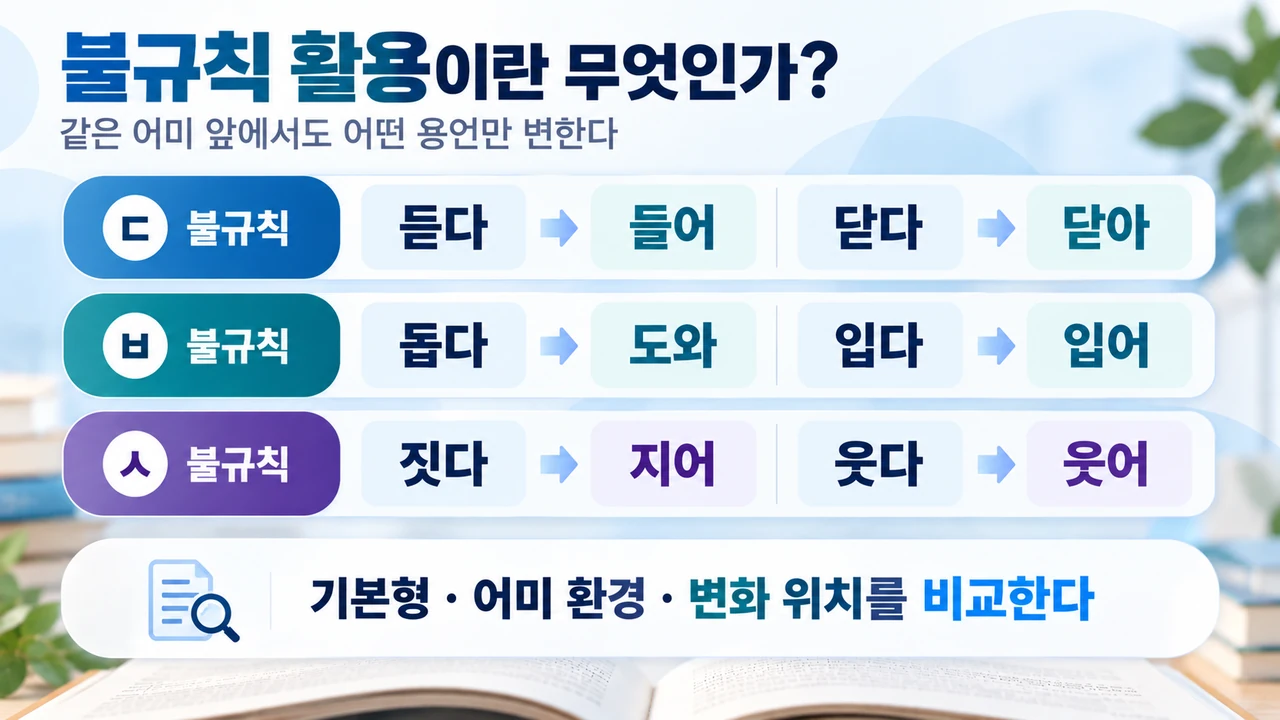 불규칙 활용이란 무엇인가?
같은 어미 앞에서도 어떤 용언만 변한다
ㄷ 불규칙 듣다 들어 닫다 닫아
ㅂ 불규칙 돕다 도와 입다 입어
ㅅ 불규칙 짓다 지어 웃다 웃어
기본형 · 어미 환경 · 변화 위치를 비교한다